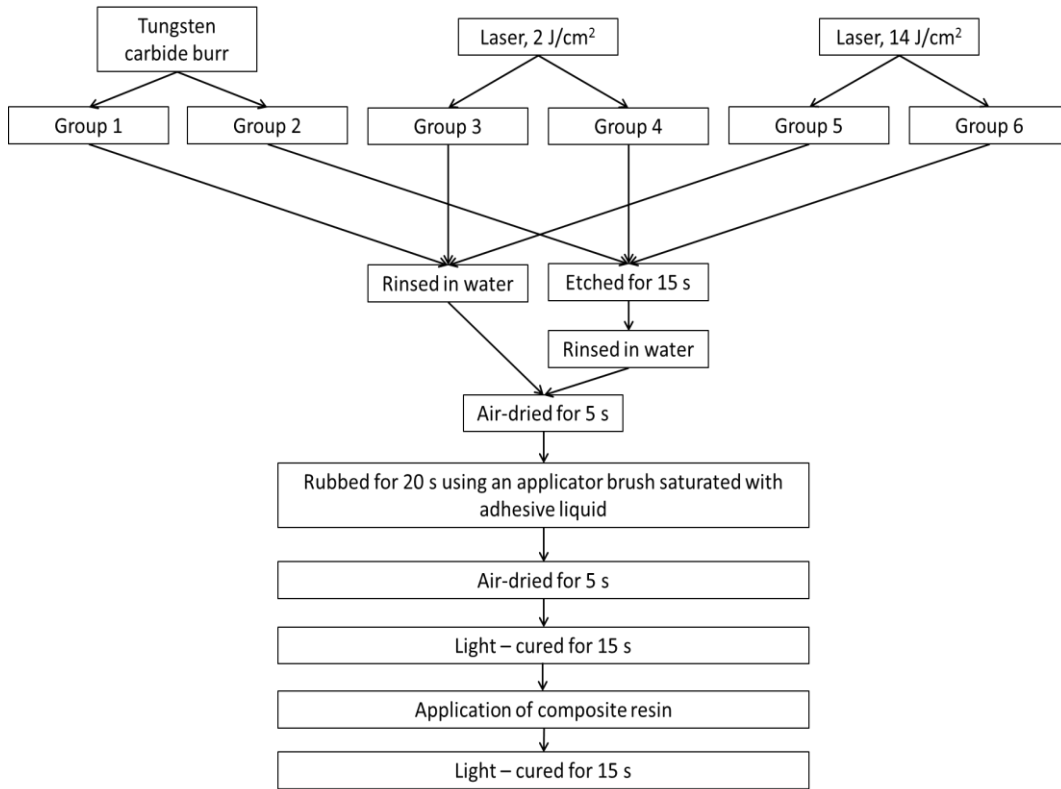 Tungsten
carbide burr
Laser, 2 J/cm²
Laser, 14 J/cm²
Group 1
Group 2
Group 3
Group 4
Group 5
Group 6
Rinsed in water
Etched for 15 s
Rinsed in water
Air-dried for 5 s
Rubbed for 20 s using an applicator brush saturated with
adhesive liquid
Air-dried for 5 s
Light – cured for 15 s
Application of composite resin
Light – cured for 15 s